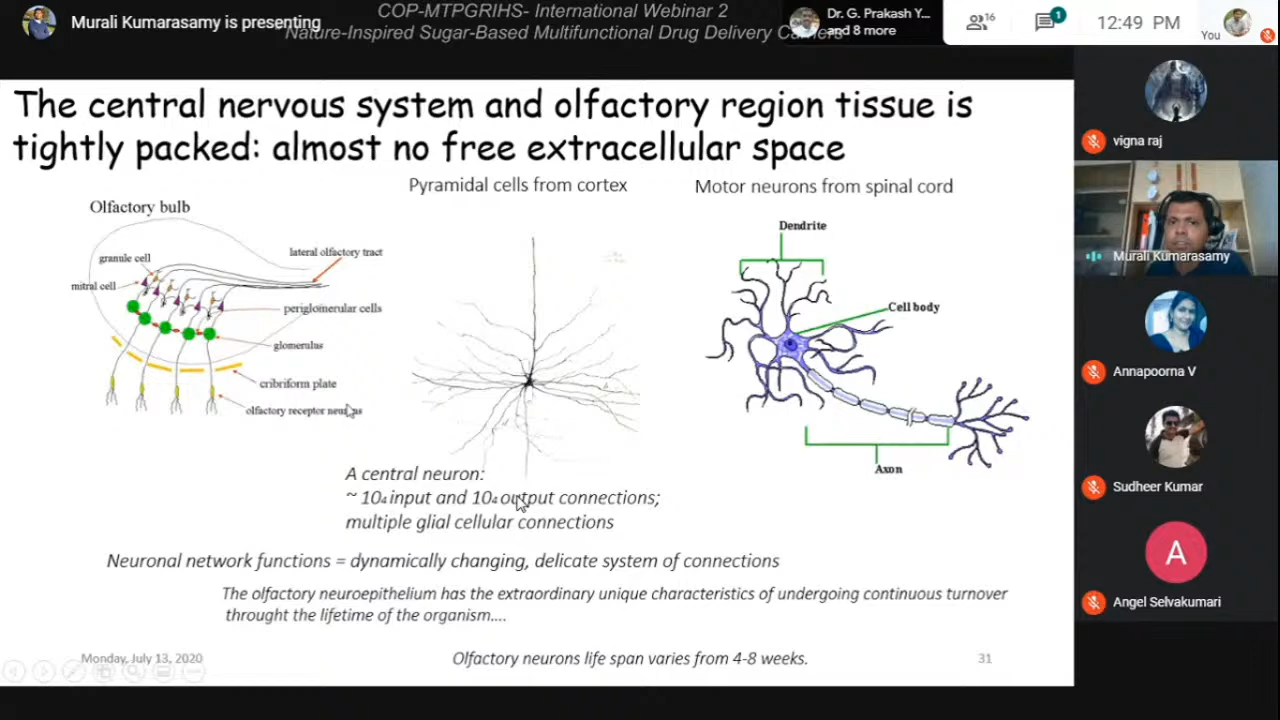 Murali Kumarasamy is presenting
COP-MTPGRIHS- International Webinar 2
Nature-Inspired Sugar-Based Multifunctional Drug Delivery Carriers
Dr. G. Prakash Y...
and 8 more
16
1
12:49 PM
You
The central nervous system and olfactory region tissue is
tightly packed: almost no free extracellular space
Pyramidal cells from cortex
Motor neurons from spinal cord
Olfactory bulb
granule cell
lateral olfactory tract
mitral cell
periglomerular cells
glomerulus
cribriform plate
olfactory receptor neurons
Dendrite
Cell body
Axon
A central neuron:
~ 10₄ input and 10₄ output connections;
multiple glial cellular connections
Neuronal network functions = dynamically changing, delicate system of connections
The olfactory neuroepithelium has the extraordinary unique characteristics of undergoing continuous turnover
throught the lifetime of the organism....
Monday, July 13, 2020
Olfactory neurons life span varies from 4-8 weeks.
31
vigna raj
Murali Kumarasamy
Annapoorna V
Sudheer Kumar
A
Angel Selvakumari